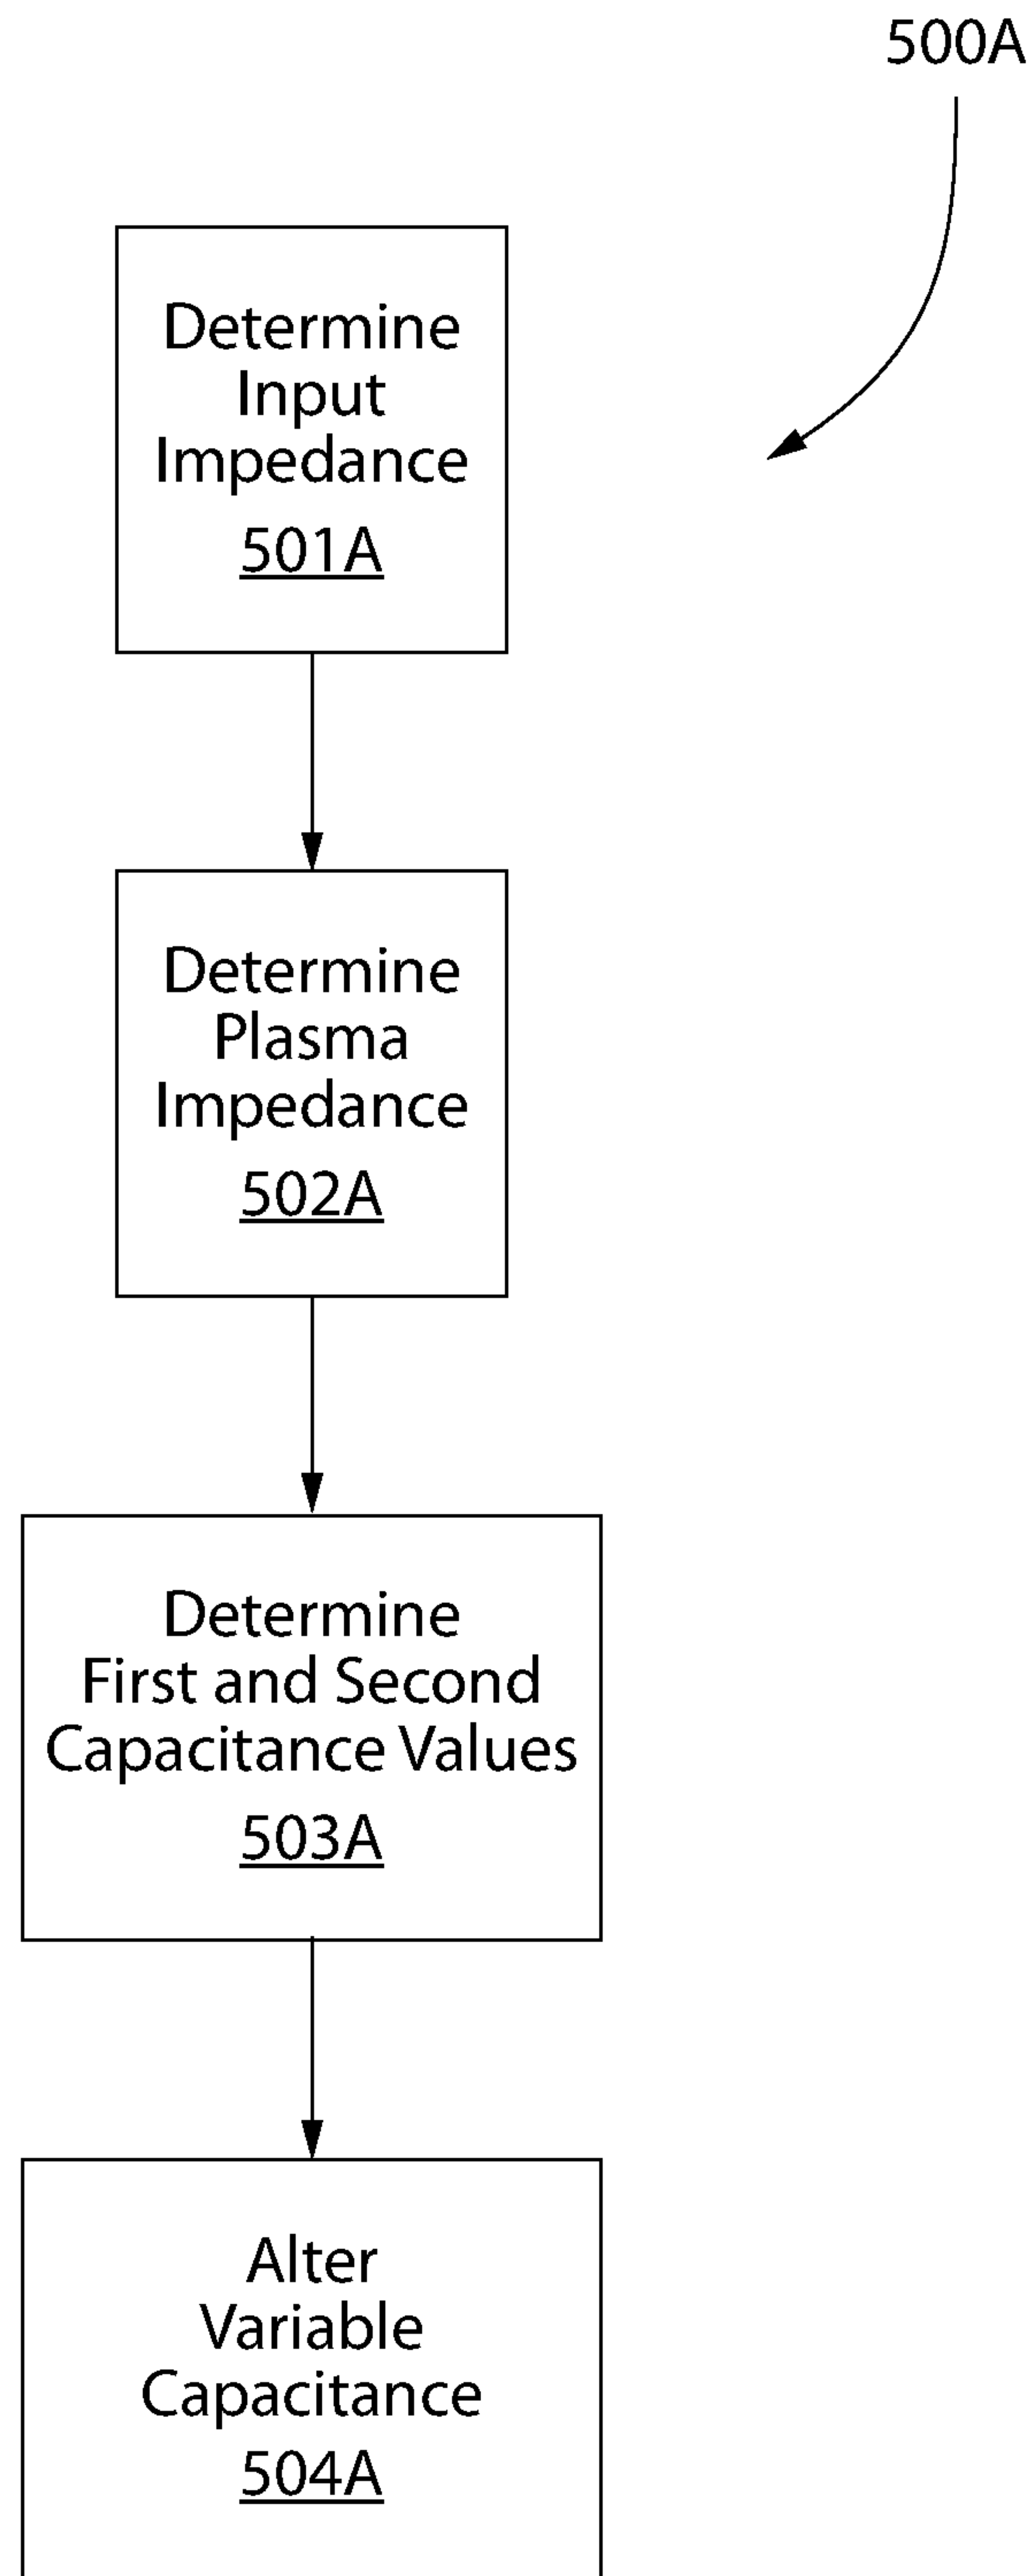 500A
Determine
Input
Impedance
501A
Determine
Plasma
Impedance
502A
Determine
First and Second
Capacitance Values
503A
Alter
Variable
Capacitance
504A